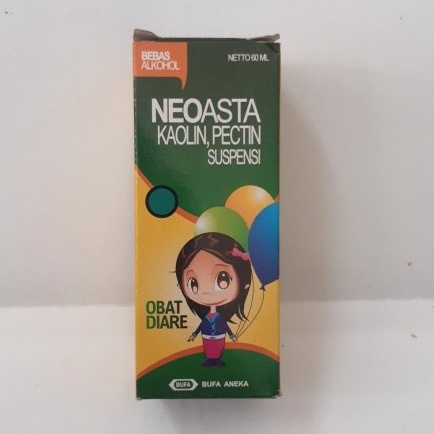 BEBAS
ALKOHOL
NETTO 60 ML
NEOASTA
KAOLIN, PECTIN
SUSPENSI
OBAT
DIARE
BUFA
BUFA ANEKA